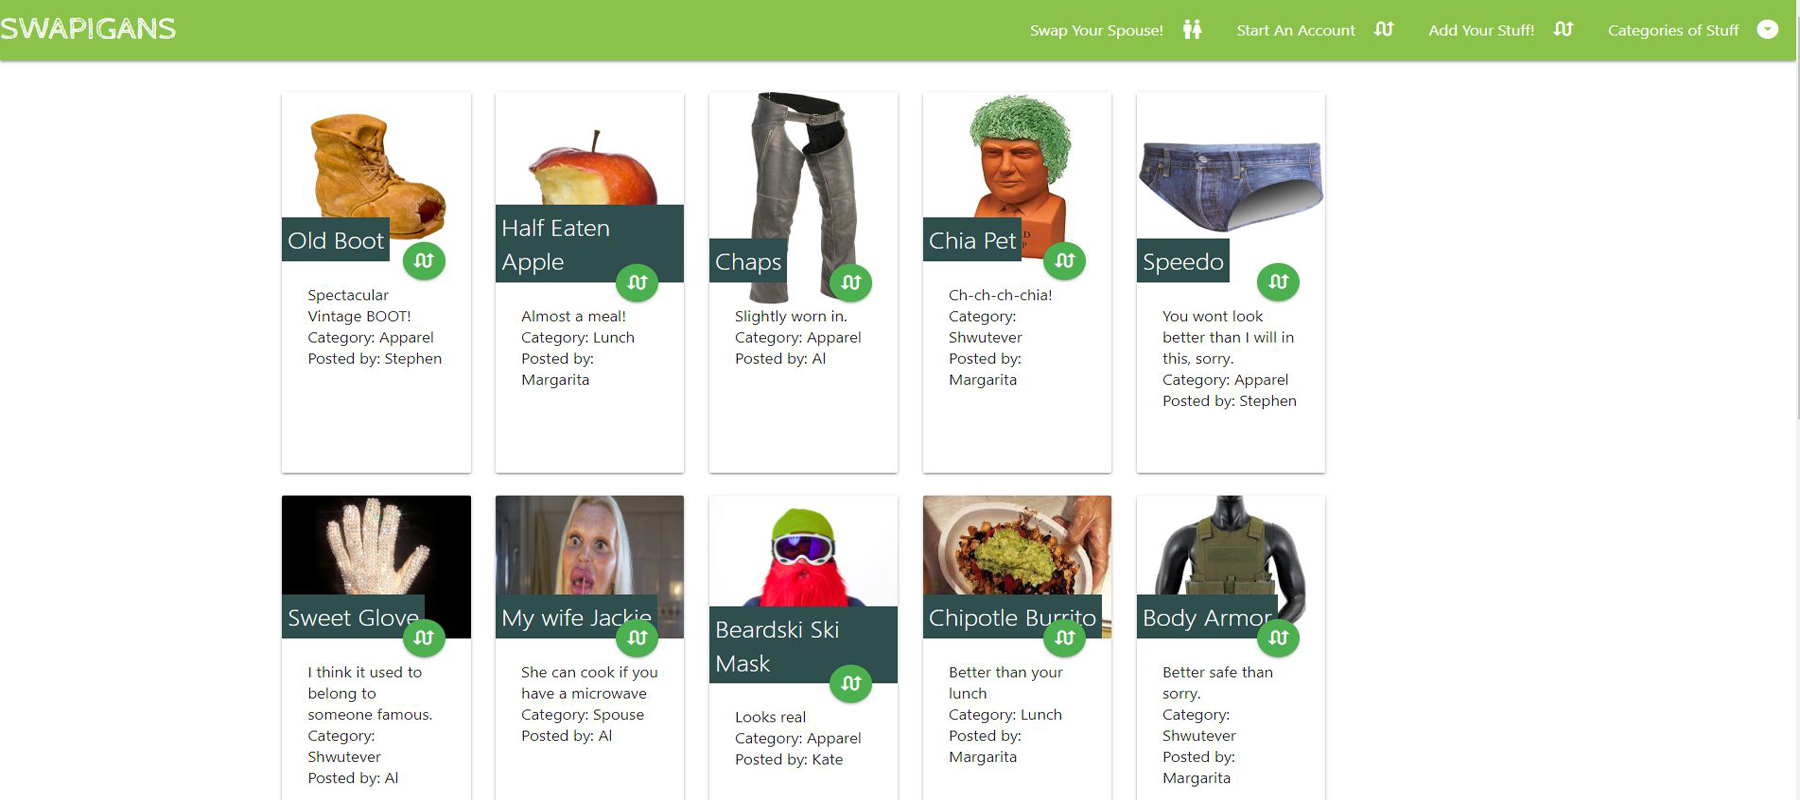 SWAPIGANS
Swap Your Spouse!
Start An Account
Add Your Stuff!
Categories of Stuff
Old Boot
Spectacular
Vintage BOOT!
Category: Apparel
Posted by: Stephen
Half Eaten
Apple
Almost a meal!
Category: Lunch
Posted by:
Margarita
Chaps
Slightly worn in.
Category: Apparel
Posted by: Al
Chia Pet
Ch-ch-ch-chia!
Category:
Shwutever
Posted by:
Margarita
Speedo
You wont look
better than I will in
this, sorry.
Category: Apparel
Posted by: Stephen
Sweet Glove
I think it used to
belong to
someone famous.
Category:
Shwutever
Posted by: Al
My wife Jackie
She can cook if you
have a microwave
Category: Spouse
Posted by: Al
Beardski Ski
Mask
Looks real
Category: Apparel
Posted by: Kate
Chipotle Burrito
Better than your
lunch
Category: Lunch
Posted by:
Margarita
Body Armor
Better safe than
sorry.
Category:
Shwutever
Posted by:
Margarita